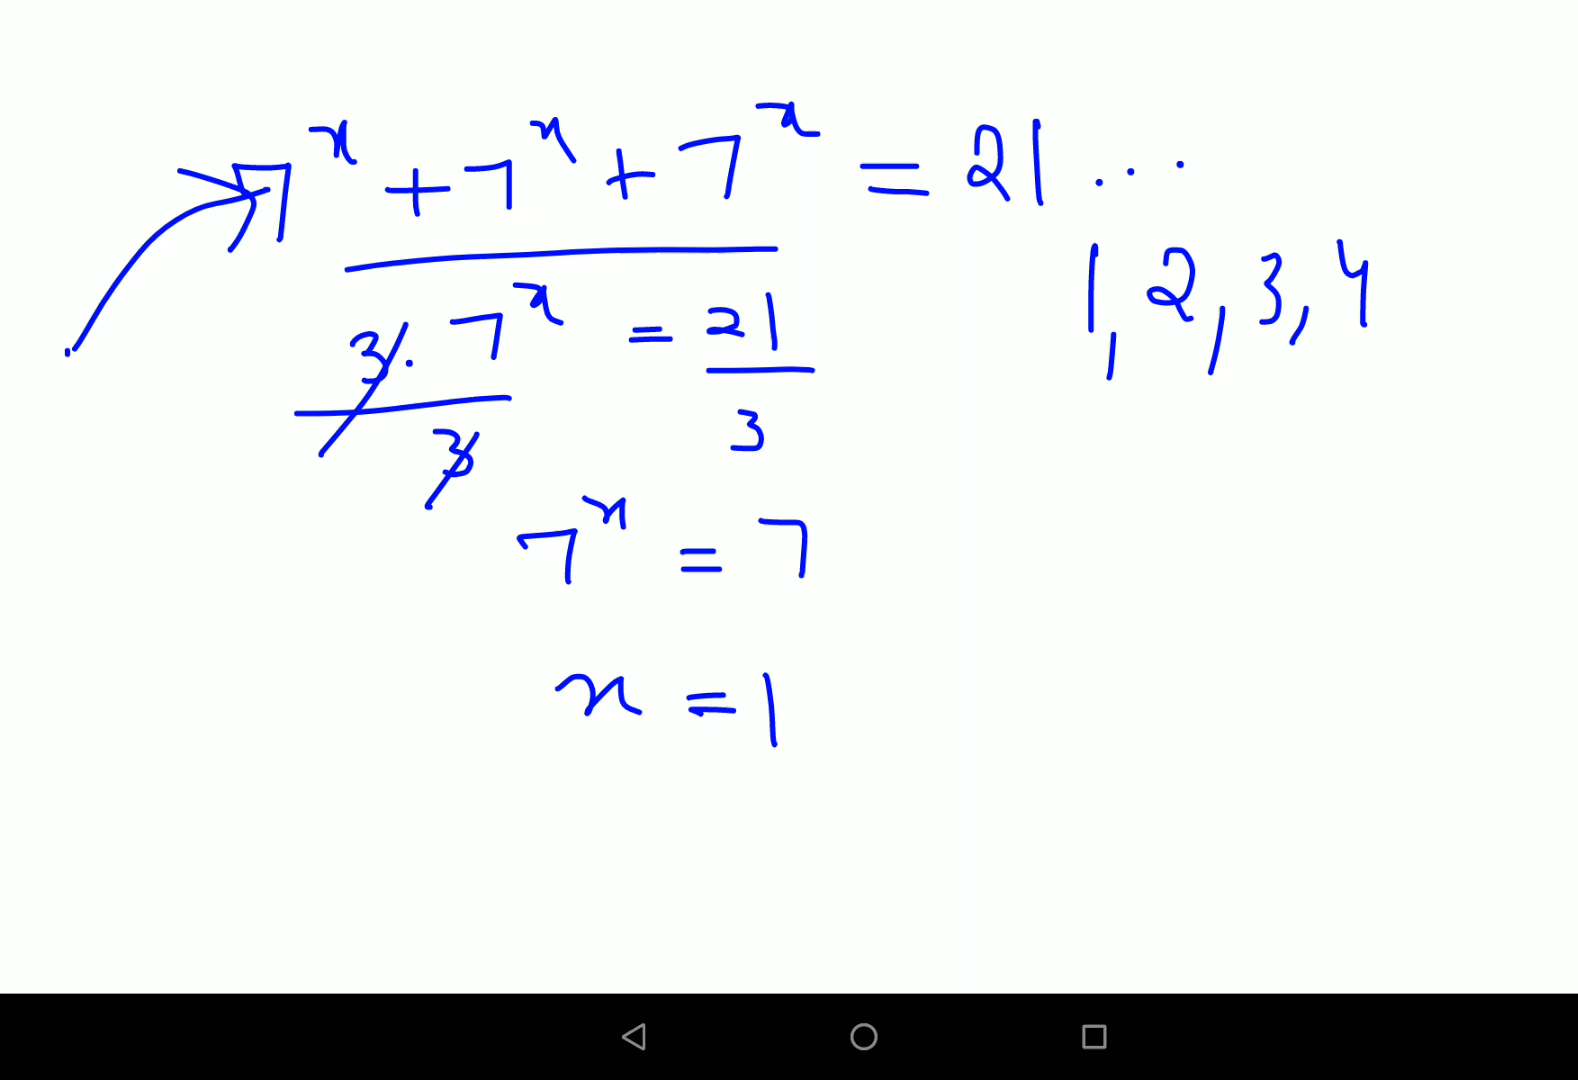 7^x + 7^x + 7^x = 21 ...
1, 2, 3, 4
3 · 7^x / 3 = 21 / 3
7^x = 7
x = 1